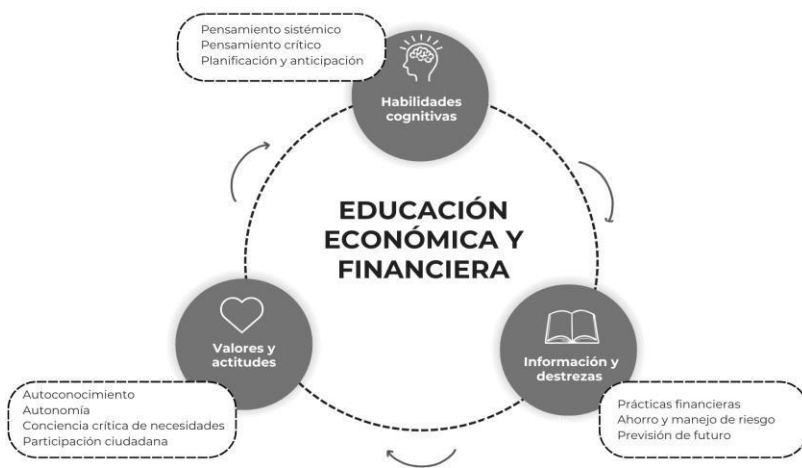 Pensamiento sistémico
Pensamiento crítico
Planificación y anticipación
Habilidades
cognitivas
EDUCACIÓN
ECONÓMICA Y
FINANCIERA
Valores y
actitudes
Información y
destrezas
Autoconocimiento
Autonomía
Conciencia crítica de necesidades
Participación ciudadana
Prácticas financieras
Ahorro y manejo de riesgo
Previsión de futuro